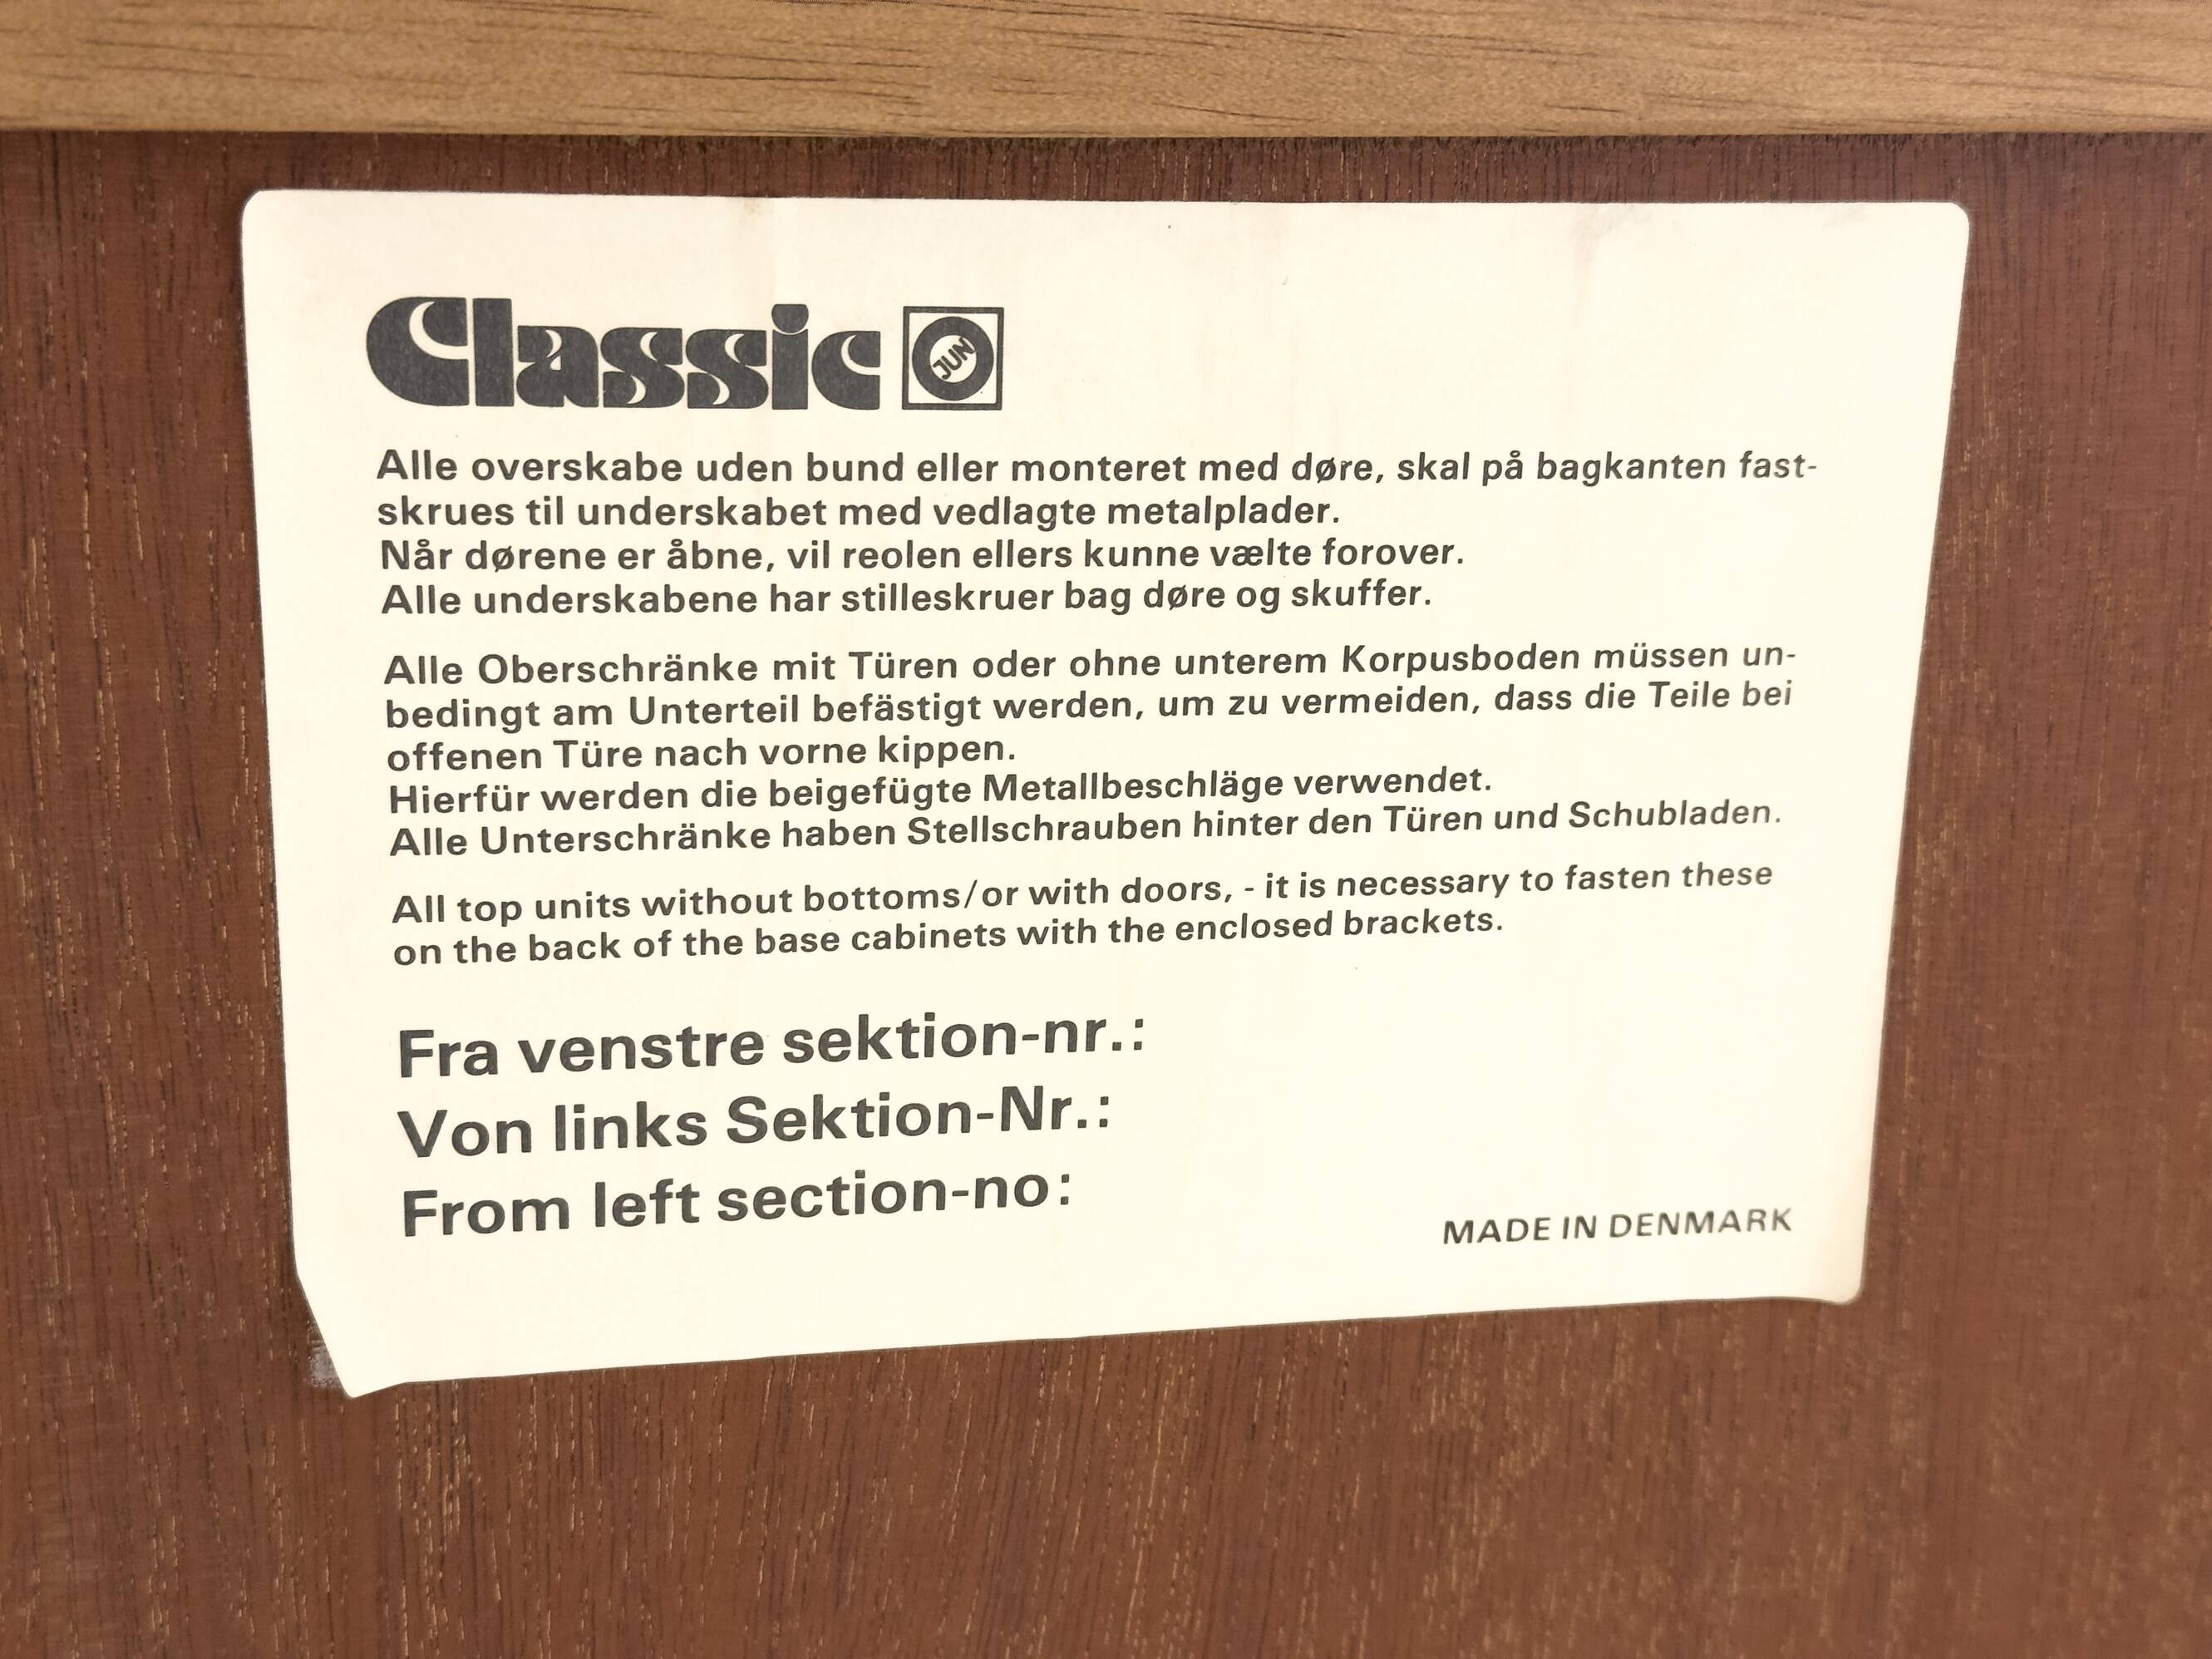 Classic JUN
Alle overskabe uden bund eller monteret med døre, skal på bagkanten fast-
skrues til underskabet med vedlagte metalplader.
Når dørene er åbne, vil reolen ellers kunne vælte forover.
Alle underskabene har stilleskruer bag døre og skuffer.
Alle Oberschränke mit Türen oder ohne unterem Korpusboden müssen un-
bedingt am Unterteil befästigt werden, um zu vermeiden, dass die Teile bei
offenen Türe nach vorne kippen.
Hierfür werden die beigefügte Metallbeschläge verwendet.
Alle Unterschränke haben Stellschrauben hinter den Türen und Schubladen.
All top units without bottoms/or with doors, - it is necessary to fasten these
on the back of the base cabinets with the enclosed brackets.
Fra venstre sektion-nr.:
Von links Sektion-Nr.:
From left section-no:
MADE IN DENMARK